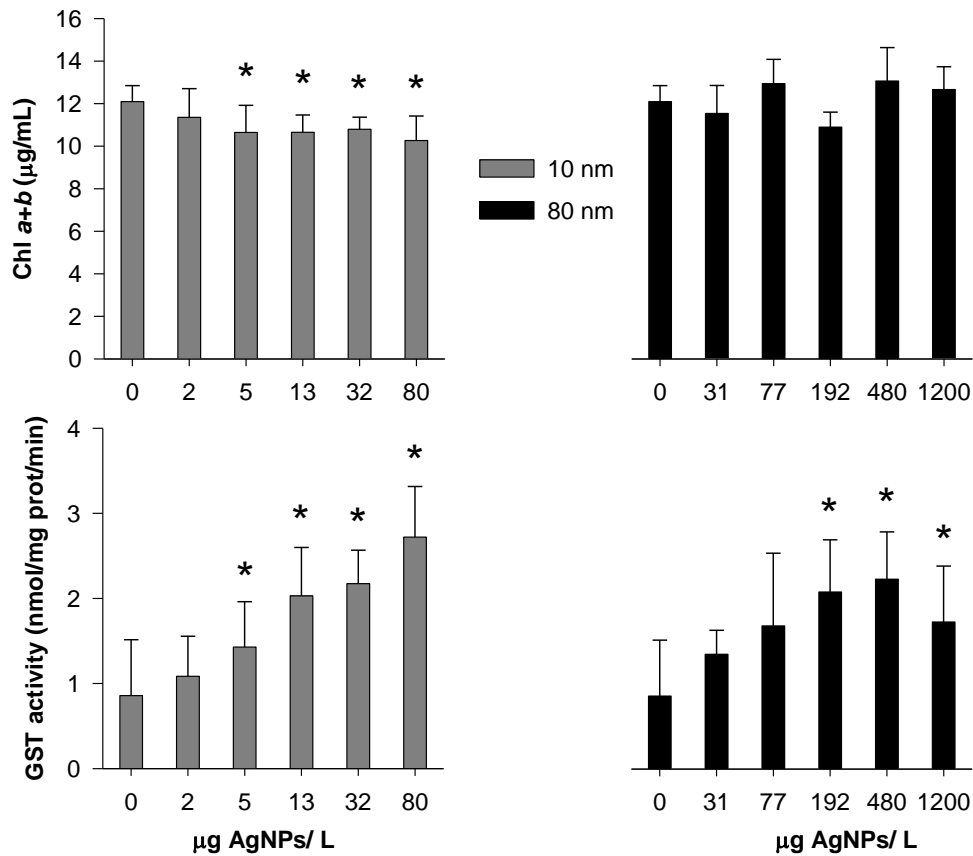 16
14
12
10
8
6
4
2
0
Chl a+b (µg/mL)
* * * *
0 2 5 13 32 80
10 nm
80 nm
0 31 77 192 480 1200
4
3
2
1
0
GST activity (nmol/mg prot/min)
* * * *
0 2 5 13 32 80
µg AgNPs/ L
* * *
0 31 77 192 480 1200
µg AgNPs/ L